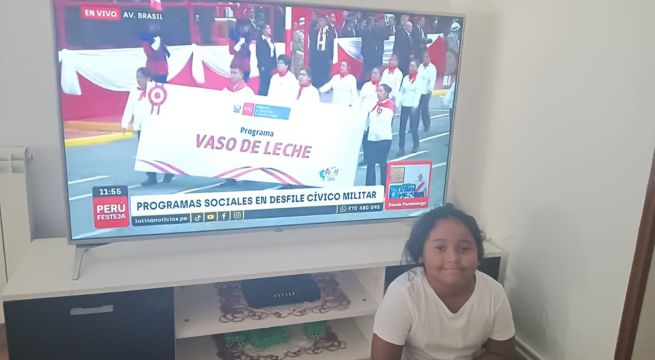 EN VIVO AV. BRASIL
Programa
VASO DE LECHE
11:55
PERÚ
FESTEJA
PROGRAMAS SOCIALES EN DESFILE CÍVICO MILITAR
latinanoticias.pe
970 480 045
Desde Paramonga